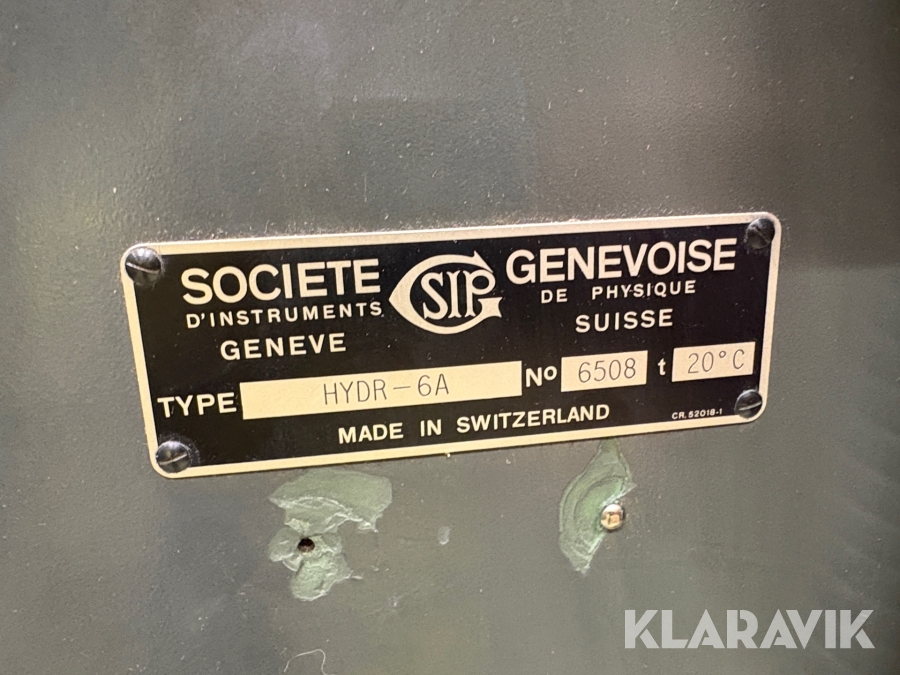 SOCIETE SIP GENEVOISE
D'INSTRUMENTS DE PHYSIQUE
GENEVE SUISSE
TYPE HYDR-6A No 6508 t 20°C
MADE IN SWITZERLAND CR. 52018-1
KLARAVIK